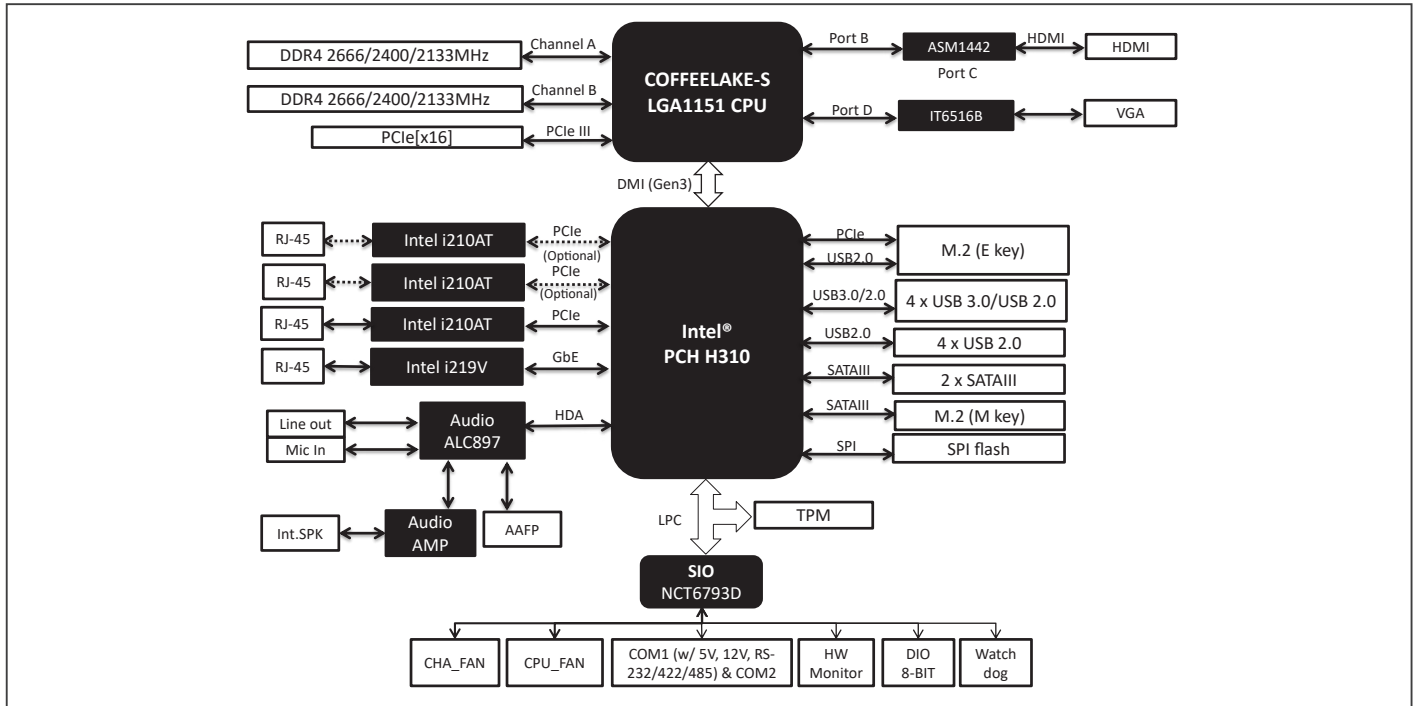 DDR4 2666/2400/2133MHz
Channel A
COFFEELAKE-S
LGA1151 CPU
Port B
ASM1442
HDMI
HDMI
Port C
DDR4 2666/2400/2133MHz
Channel B
Port D
IT6516B
VGA
PCIe[x16]
PCIe III
DMI (Gen3)
RJ-45
Intel i210AT
PCIe
(Optional)
RJ-45
Intel i210AT
PCIe
(Optional)
RJ-45
Intel i210AT
PCIe
RJ-45
Intel i219V
GbE
Intel®
PCH H310
PCIe
USB2.0
M.2 (E key)
USB3.0/2.0
4 x USB 3.0/USB 2.0
USB2.0
4 x USB 2.0
SATAIII
2 x SATAIII
SATAIII
M.2 (M key)
SPI
SPI flash
Line out
Mic In
Audio
ALC897
HDA
Int.SPK
Audio
AMP
AAFP
LPC
TPM
SIO
NCT6793D
CHA_FAN
CPU_FAN
COM1 (w/ 5V, 12V, RS-
232/422/485) & COM2
HW
Monitor
DIO
8-BIT
Watch
dog